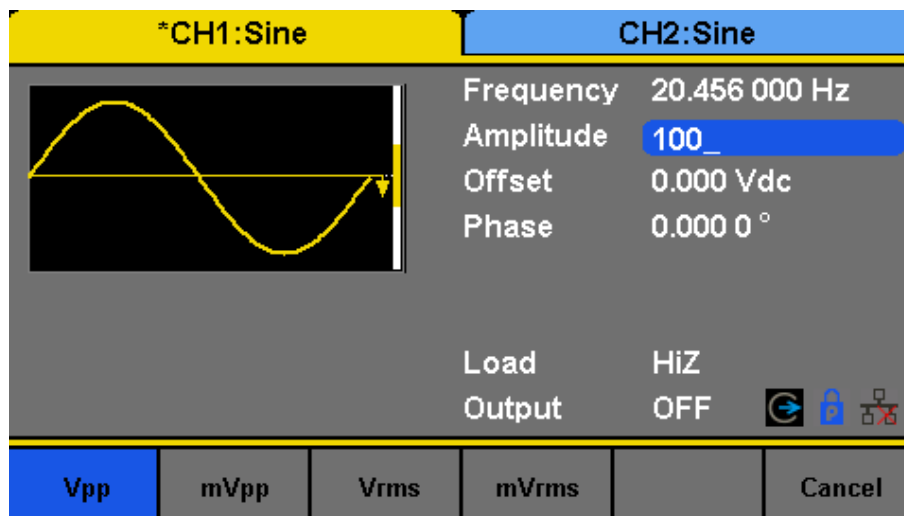 *CH1:Sine CH2:Sine
Frequency 20.456 000 Hz
Amplitude 100_
Offset 0.000 Vdc
Phase 0.000 0 °
Load HiZ
Output OFF P
Vpp mVpp Vrms mVrms Cancel